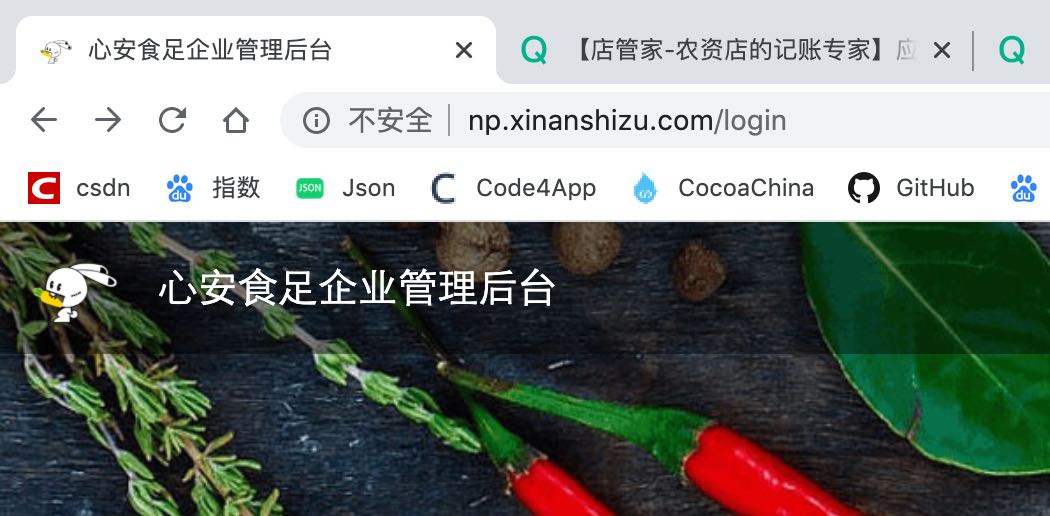 心安食足企业管理后台
【店管家-农资店的记账专家】应
不安全 np.xinanshizu.com/login
csdn 指数 JSON Json Code4App CocoaChina GitHub
心安食足企业管理后台